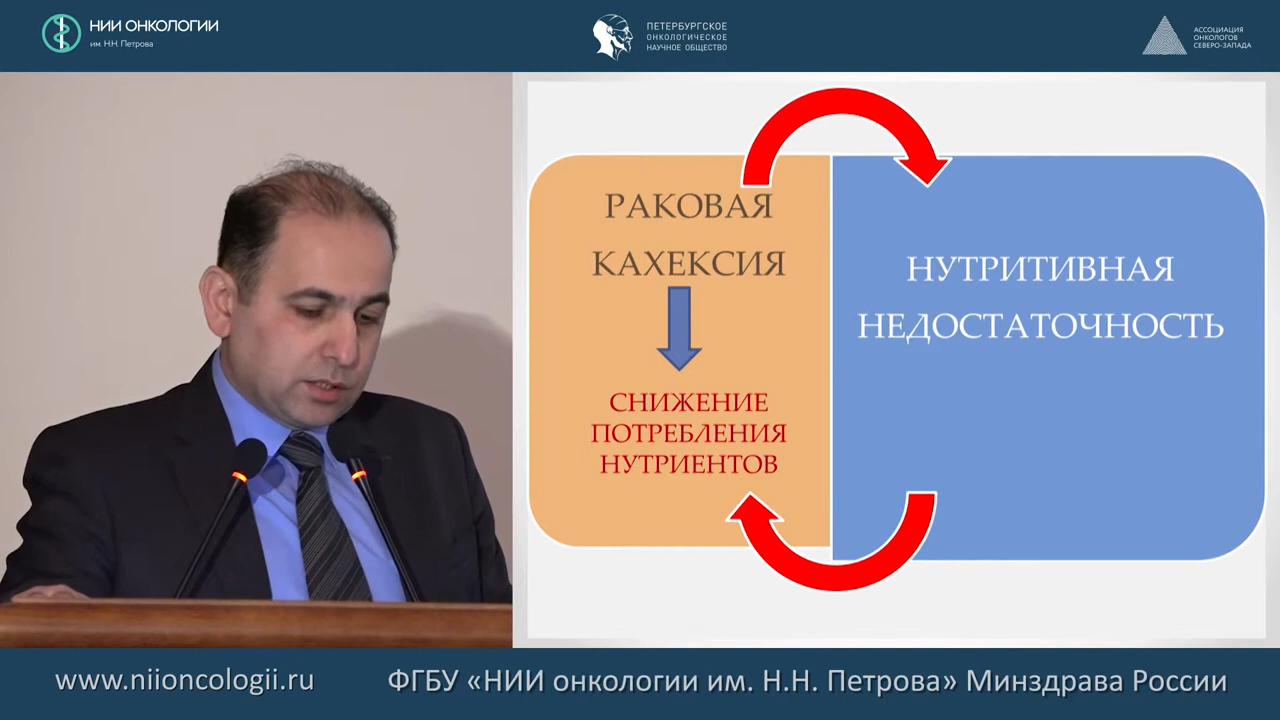 НИИ ОНКОЛОГИИ
им. Н.Н. Петрова
ПЕТЕРБУРГСКОЕ
ОНКОЛОГИЧЕСКОЕ
НАУЧНОЕ ОБЩЕСТВО
АССОЦИАЦИЯ
ОНКОЛОГОВ
СЕВЕРО-ЗАПАДА
РАКОВАЯ
КАХЕКСИЯ
СНИЖЕНИЕ
ПОТРЕБЛЕНИЯ
НУТРИЕНТОВ
НУТРИТИВНАЯ
НЕДОСТАТОЧНОСТЬ
www.niioncologii.ru
ФГБУ «НИИ онкологии им. Н.Н. Петрова» Минздрава России